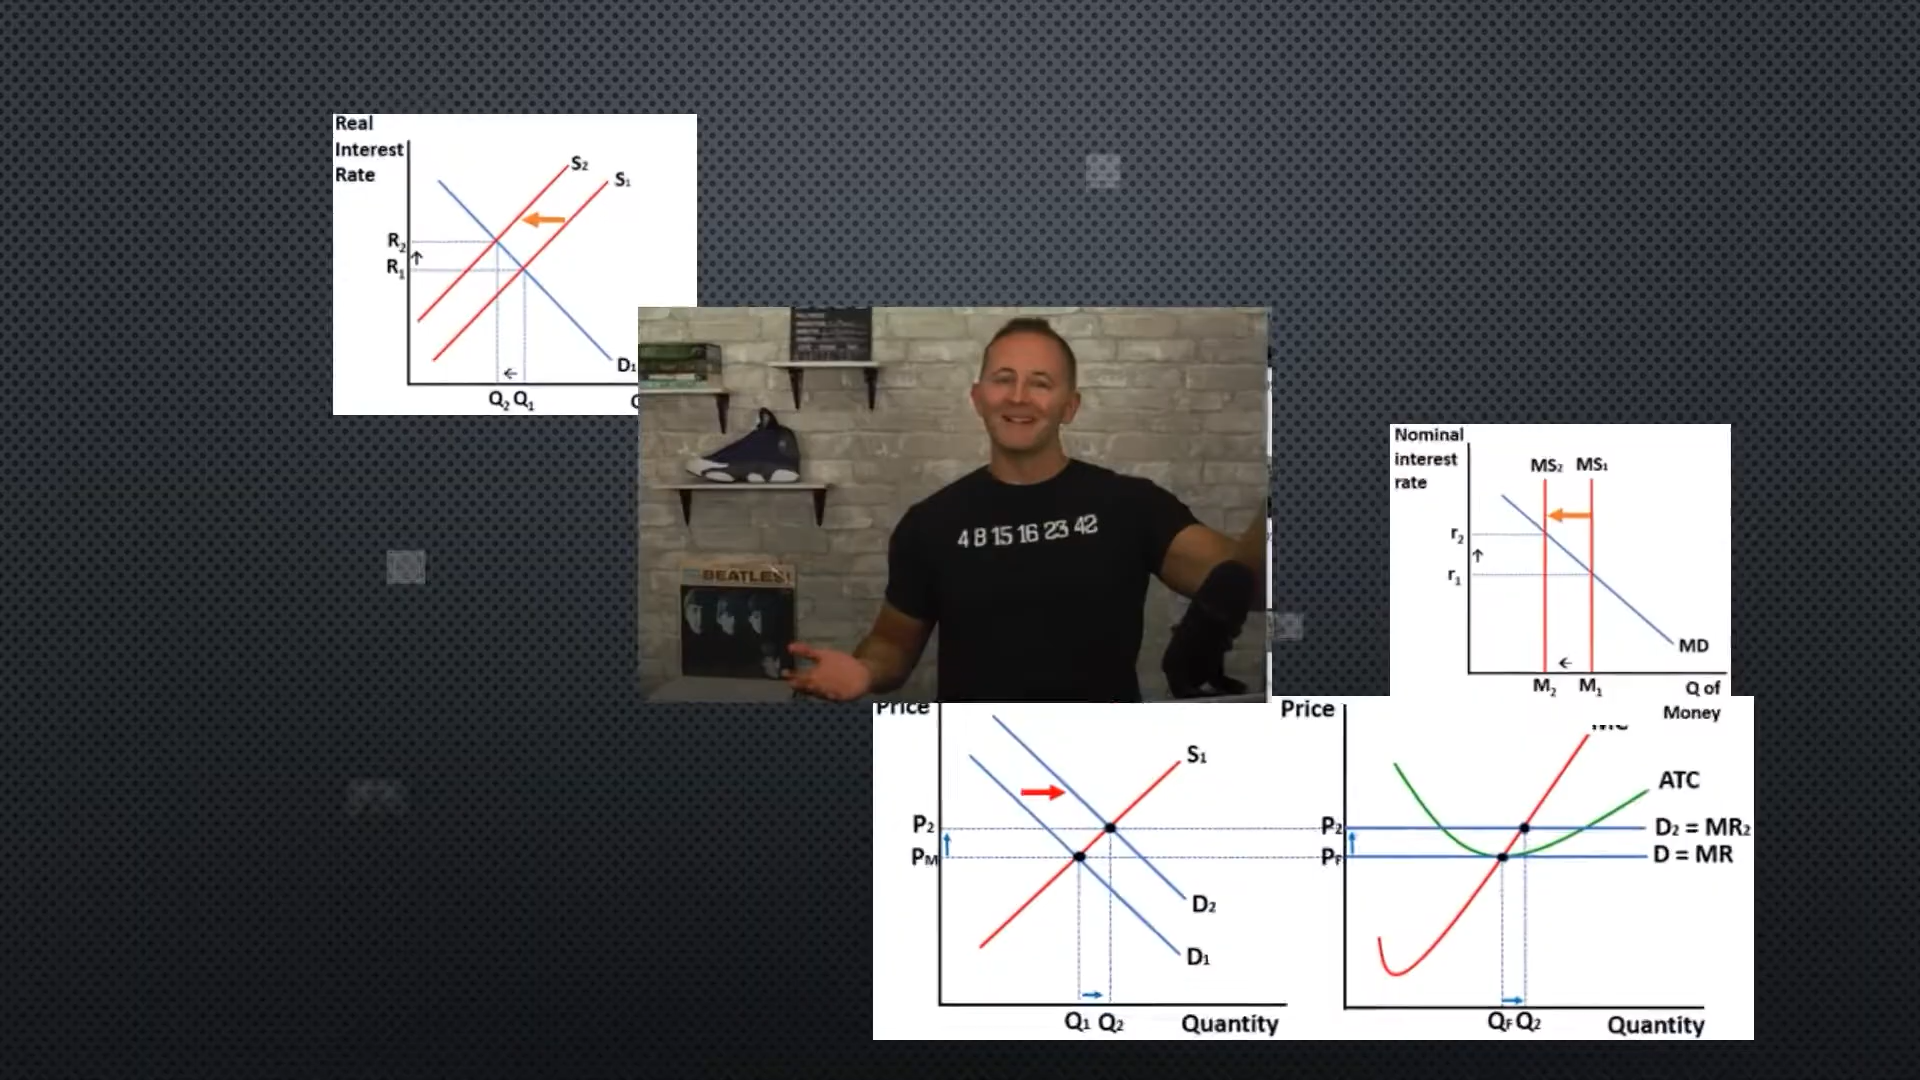 Real
Interest
Rate
S₂
S₁
R₂
R₁
D₁
Q₂ Q₁
BEATLES!
4 8 15 16 23 42
Nominal
interest
rate
MS₂ MS₁
r₂
r₁
MD
M₂ M₁
Q of
Money
Price
S₁
P₂
PM
D₂
D₁
Q₁ Q₂
Quantity
Price
MC
ATC
P₂
D₂ = MR₂
PF
D = MR
QF Q₂
Quantity